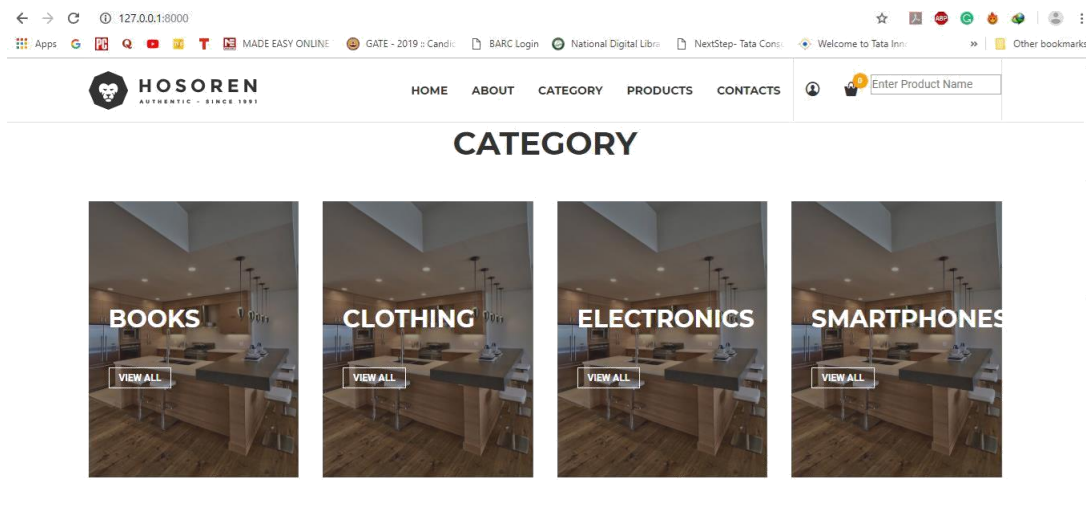 127.0.0.1:8000
Apps G Q T MADE EASY ONLINE GATE - 2019 :: Candic BARC Login National Digital Libra NextStep- Tata Cons Welcome to Tata Inn » Other bookmarks
HOSOREN
AUTHENTIC - SINCE 1991
HOME ABOUT CATEGORY PRODUCTS CONTACTS 0 Enter Product Name
CATEGORY
BOOKS CLOTHING ELECTRONICS SMARTPHONES
VIEW ALL VIEW ALL VIEW ALL VIEW ALL